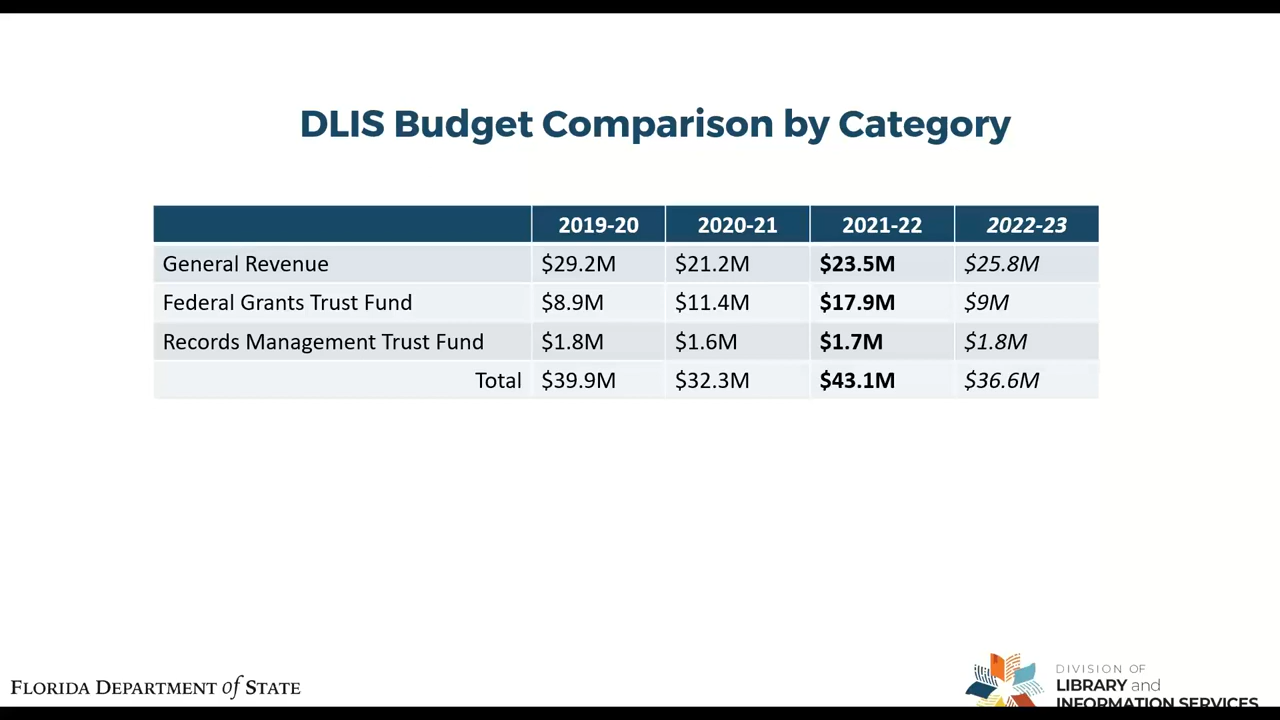 DLIS Budget Comparison by Category
2019-20 2020-21 2021-22 2022-23
General Revenue $29.2M $21.2M $23.5M $25.8M
Federal Grants Trust Fund $8.9M $11.4M $17.9M $9M
Records Management Trust Fund $1.8M $1.6M $1.7M $1.8M
Total $39.9M $32.3M $43.1M $36.6M
FLORIDA DEPARTMENT of STATE
DIVISION OF
LIBRARY and
INFORMATION SERVICES